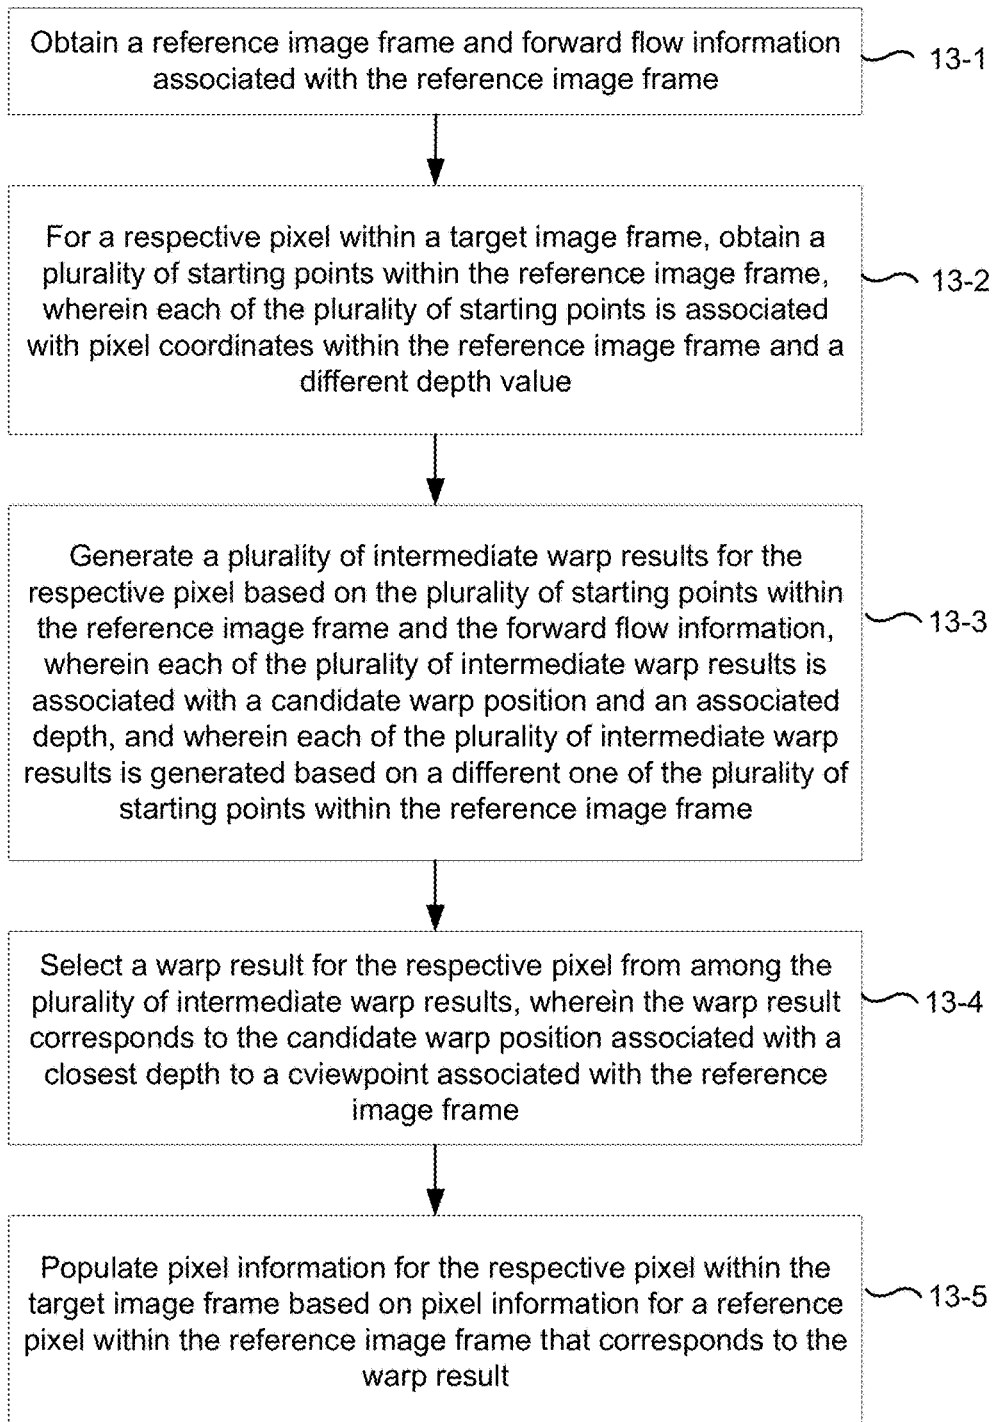 Obtain a reference image frame and forward flow information
associated with the reference image frame
13-1
For a respective pixel within a target image frame, obtain a
plurality of starting points within the reference image frame,
wherein each of the plurality of starting points is associated
with pixel coordinates within the reference image frame and a
different depth value
13-2
Generate a plurality of intermediate warp results for the
respective pixel based on the plurality of starting points within
the reference image frame and the forward flow information,
wherein each of the plurality of intermediate warp results is
associated with a candidate warp position and an associated
depth, and wherein each of the plurality of intermediate warp
results is generated based on a different one of the plurality of
starting points within the reference image frame
13-3
Select a warp result for the respective pixel from among the
plurality of intermediate warp results, wherein the warp result
corresponds to the candidate warp position associated with a
closest depth to a cviewpoint associated with the reference
image frame
13-4
Populate pixel information for the respective pixel within the
target image frame based on pixel information for a reference
pixel within the reference image frame that corresponds to the
warp result
13-5